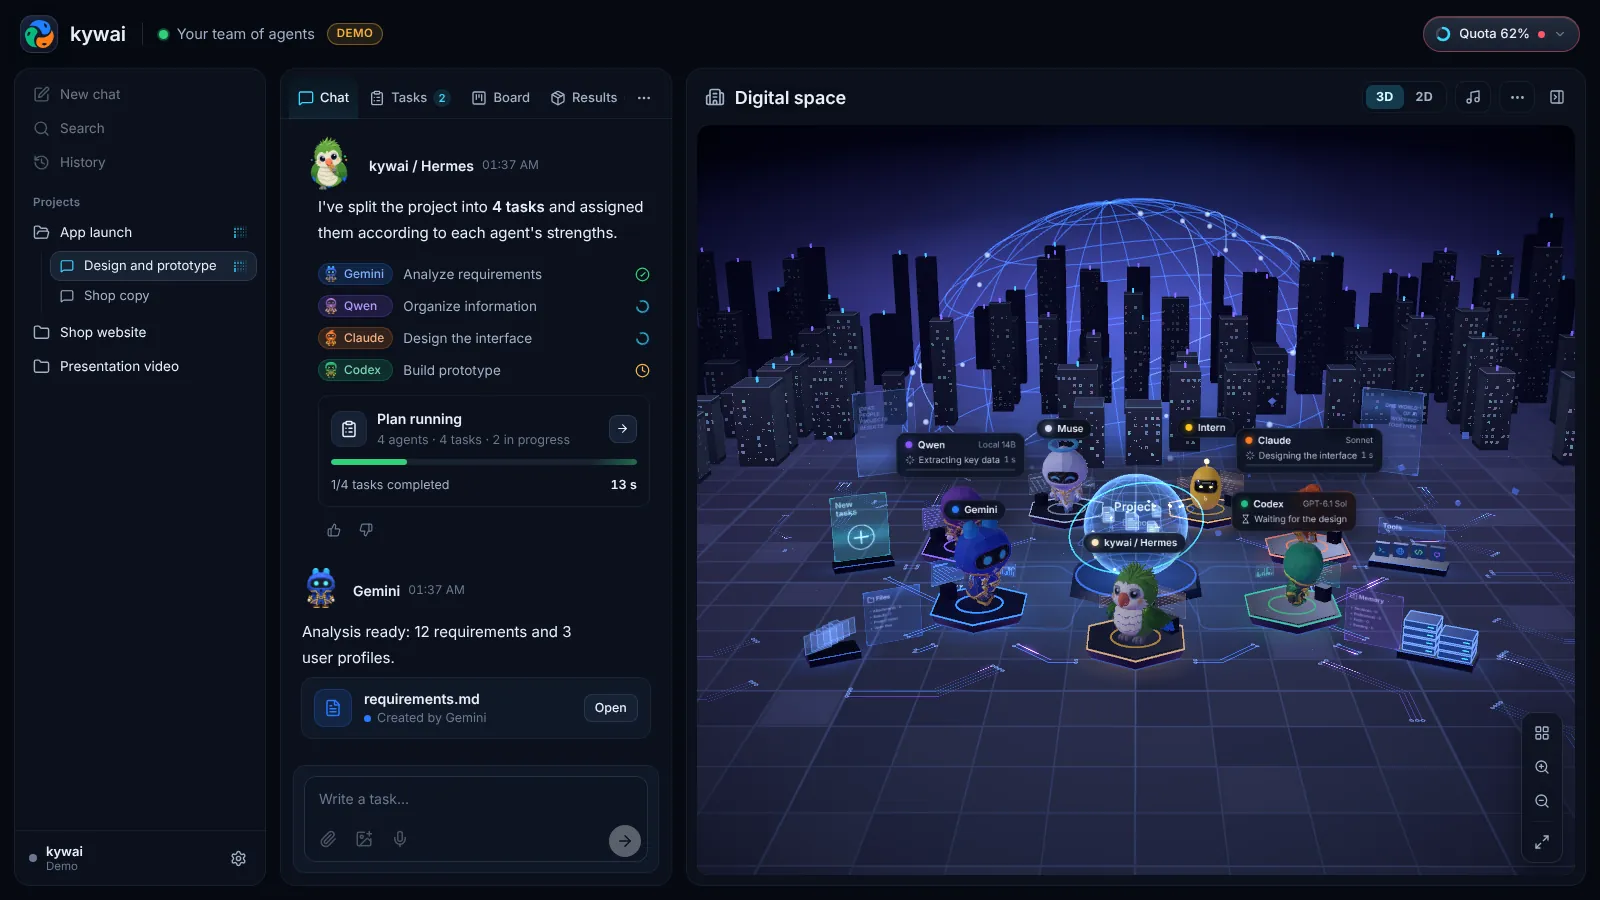 kywai
Your team of agents
DEMO
Quota 62%
New chat
Search
History
Projects
App launch
Design and prototype
Shop copy
Shop website
Presentation video
kywai
Demo
Chat
Tasks 2
Board
Results
kywai / Hermes 01:37 AM
I've split the project into 4 tasks and assigned
them according to each agent's strengths.
Gemini Analyze requirements
Qwen Organize information
Claude Design the interface
Codex Build prototype
Plan running
4 agents · 4 tasks · 2 in progress
1/4 tasks completed 13 s
Gemini 01:37 AM
Analysis ready: 12 requirements and 3
user profiles.
requirements.md
Created by Gemini
Open
Write a task...
Digital space
3D 2D
Muse
Intern
Qwen Local 14B
Extracting key data 1 s
Claude Sonnet
Designing the interface 1 s
Gemini
Project
Codex GPT-6.1 Sol
Waiting for the design
kywai / Hermes
New
tasks
Tools
Files
Memory